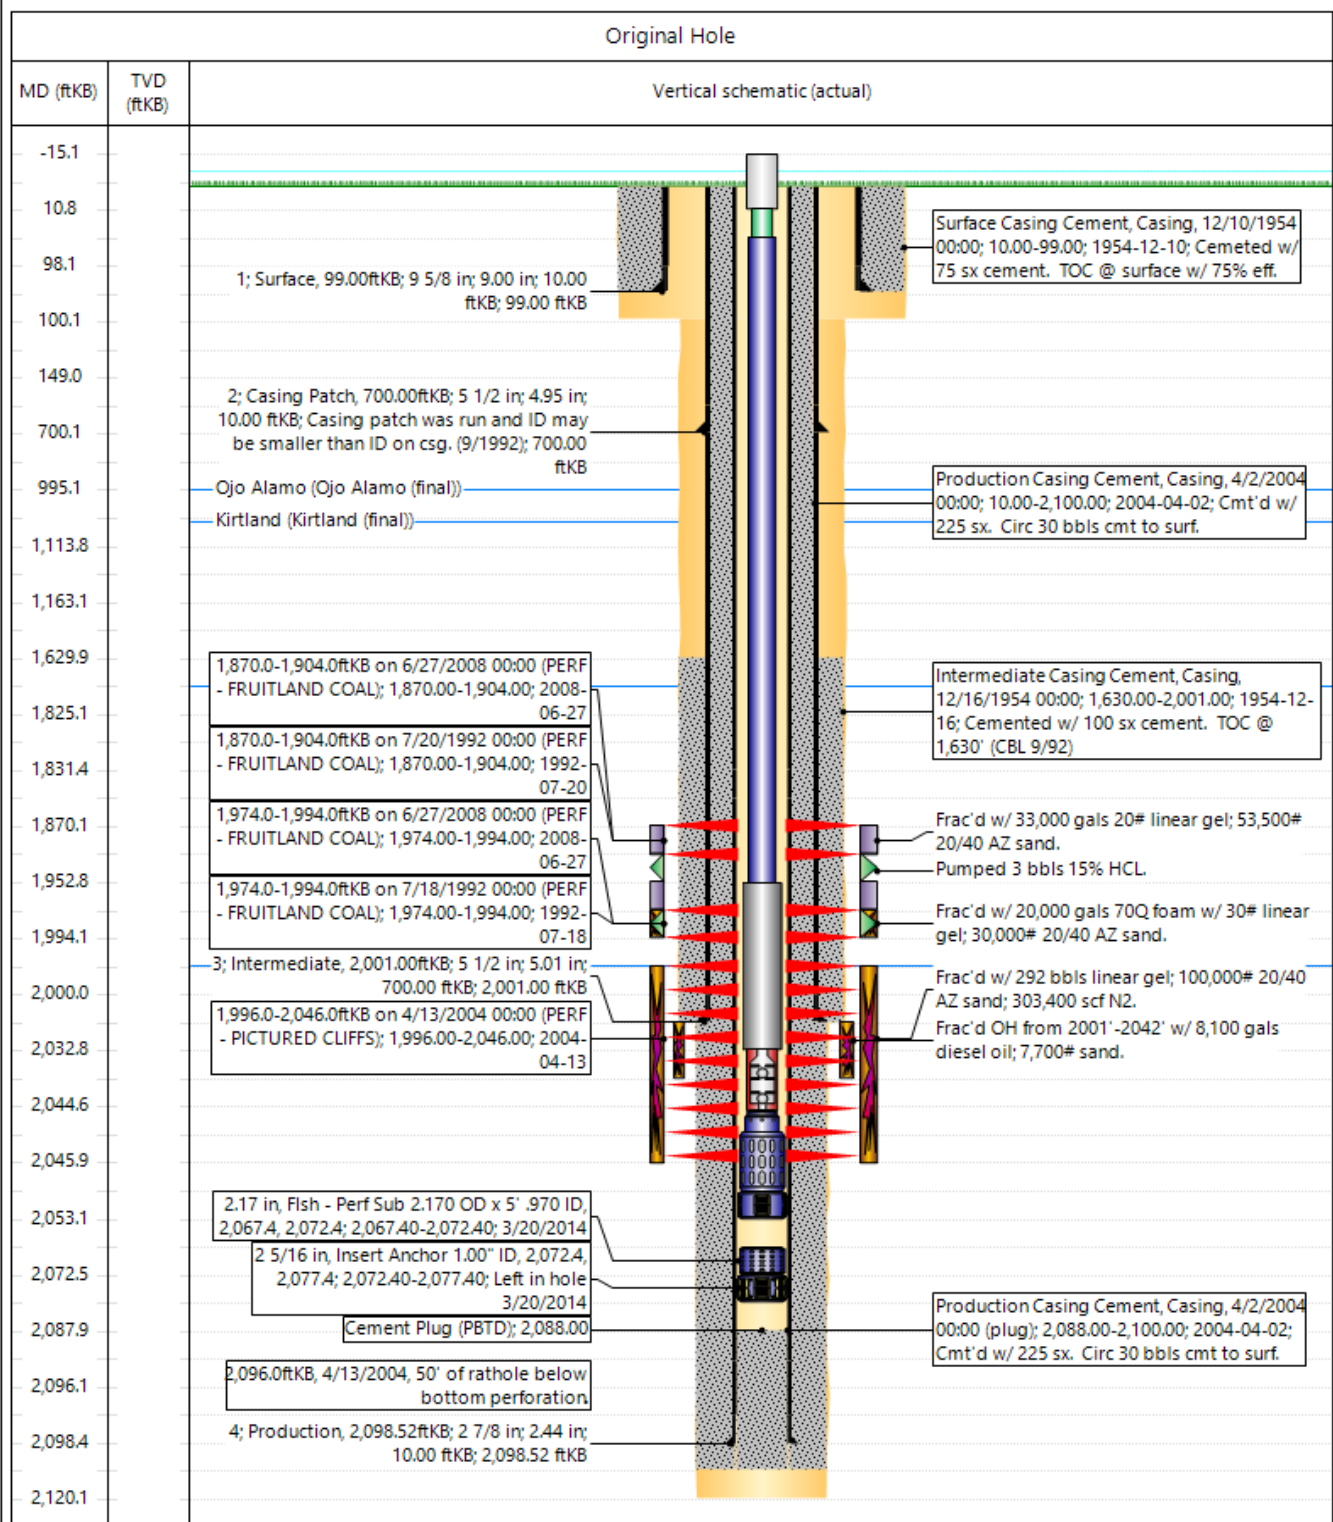 Original Hole
MD (ftKB)
TVD
(ftKB)
Vertical schematic (actual)
-15.1
10.8
98.1
100.1
149.0
700.1
995.1
1,113.8
1,163.1
1,629.9
1,825.1
1,831.4
1,870.1
1,952.8
1,994.1
2,000.0
2,032.8
2,044.6
2,045.9
2,053.1
2,072.5
2,087.9
2,096.1
2,098.4
2,120.1
1; Surface, 99.00ftKB; 9 5/8 in; 9.00 in; 10.00
ftKB; 99.00 ftKB
2; Casing Patch, 700.00ftKB; 5 1/2 in; 4.95 in;
10.00 ftKB; Casing patch was run and ID may
be smaller than ID on csg. (9/1992); 700.00
ftKB
Ojo Alamo (Ojo Alamo (final))
Kirtland (Kirtland (final))
1,870.0-1,904.0ftKB on 6/27/2008 00:00 (PERF
- FRUITLAND COAL); 1,870.00-1,904.00; 2008-
06-27
1,870.0-1,904.0ftKB on 7/20/1992 00:00 (PERF
- FRUITLAND COAL); 1,870.00-1,904.00; 1992-
07-20
1,974.0-1,994.0ftKB on 6/27/2008 00:00 (PERF
- FRUITLAND COAL); 1,974.00-1,994.00; 2008-
06-27
1,974.0-1,994.0ftKB on 7/18/1992 00:00 (PERF
- FRUITLAND COAL); 1,974.00-1,994.00; 1992-
07-18
3; Intermediate, 2,001.00ftKB; 5 1/2 in; 5.01 in;
700.00 ftKB; 2,001.00 ftKB
1,996.0-2,046.0ftKB on 4/13/2004 00:00 (PERF
- PICTURED CLIFFS); 1,996.00-2,046.00; 2004-
04-13
2.17 in, FIsh - Perf Sub 2.170 OD x 5' .970 ID,
2,067.4, 2,072.4; 2,067.40-2,072.40; 3/20/2014
2 5/16 in, Insert Anchor 1.00" ID, 2,072.4,
2,077.4; 2,072.40-2,077.40; Left in hole
3/20/2014
Cement Plug (PBTD); 2,088.00
2,096.0ftKB, 4/13/2004, 50' of rathole below
bottom perforation.
4; Production, 2,098.52ftKB; 2 7/8 in; 2.44 in;
10.00 ftKB; 2,098.52 ftKB
Surface Casing Cement, Casing, 12/10/1954
00:00; 10.00-99.00; 1954-12-10; Cemeted w/
75 sx cement.  TOC @ surface w/ 75% eff.
Production Casing Cement, Casing, 4/2/2004
00:00; 10.00-2,100.00; 2004-04-02; Cmt'd w/
225 sx.  Circ 30 bbls cmt to surf.
Intermediate Casing Cement, Casing,
12/16/1954 00:00; 1,630.00-2,001.00; 1954-12-
16; Cemented w/ 100 sx cement.  TOC @
1,630' (CBL 9/92)
Frac'd w/ 33,000 gals 20# linear gel; 53,500#
20/40 AZ sand.
Pumped 3 bbls 15% HCL.
Frac'd w/ 20,000 gals 70Q foam w/ 30# linear
gel; 30,000# 20/40 AZ sand.
Frac'd w/ 292 bbls linear gel; 100,000# 20/40
AZ sand; 303,400 scf N2.
Frac'd OH from 2001'-2042' w/ 8,100 gals
diesel oil; 7,700# sand.
Production Casing Cement, Casing, 4/2/2004
00:00 (plug); 2,088.00-2,100.00; 2004-04-02;
Cmt'd w/ 225 sx.  Circ 30 bbls cmt to surf.